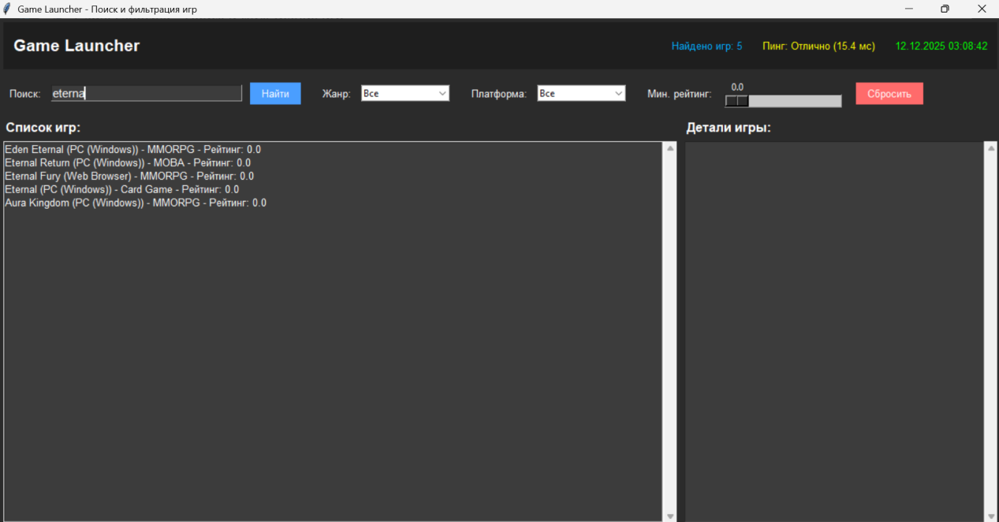 Game Launcher - Поиск и фильтрация игр
Game Launcher Найдено игр: 5 Пинг: Отлично (15.4 мс) 12.12.2025 03:08:42
0.0
Поиск: eterna Найти Жанр: Все Платформа: Все Мин. рейтинг: Сбросить
Список игр: Детали игры:
Eden Eternal (PC (Windows)) - MMORPG - Рейтинг: 0.0
Eternal Return (PC (Windows)) - MOBA - Рейтинг: 0.0
Eternal Fury (Web Browser) - MMORPG - Рейтинг: 0.0
Eternal (PC (Windows)) - Card Game - Рейтинг: 0.0
Aura Kingdom (PC (Windows)) - MMORPG - Рейтинг: 0.0